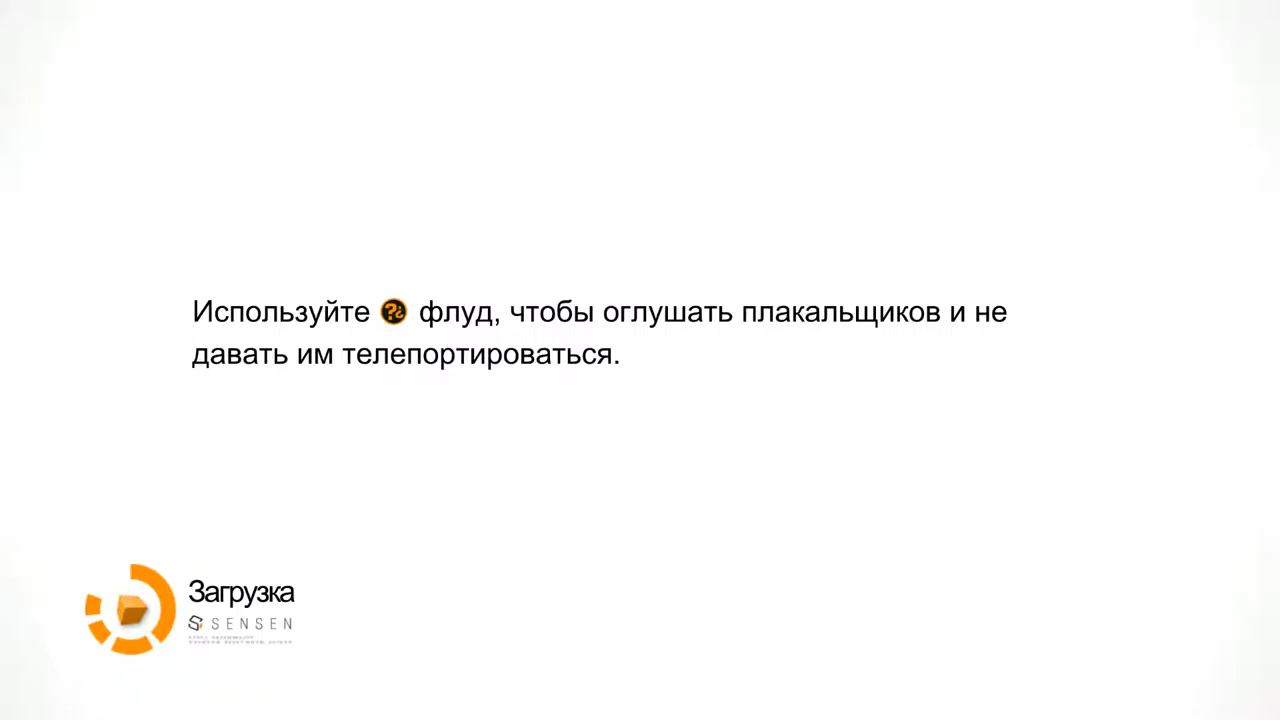 Используйте флуд, чтобы оглушать плакальщиков и не
давать им телепортироваться.
Загрузка
SENSEN